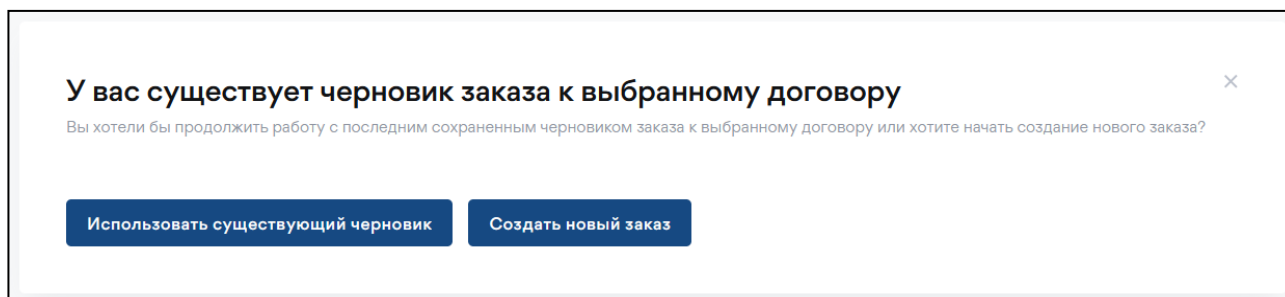 У вас существует черновик заказа к выбранному договору
Вы хотели бы продолжить работу с последним сохраненным черновиком заказа к выбранному договору или хотите начать создание нового заказа?
Использовать существующий черновик
Создать новый заказ